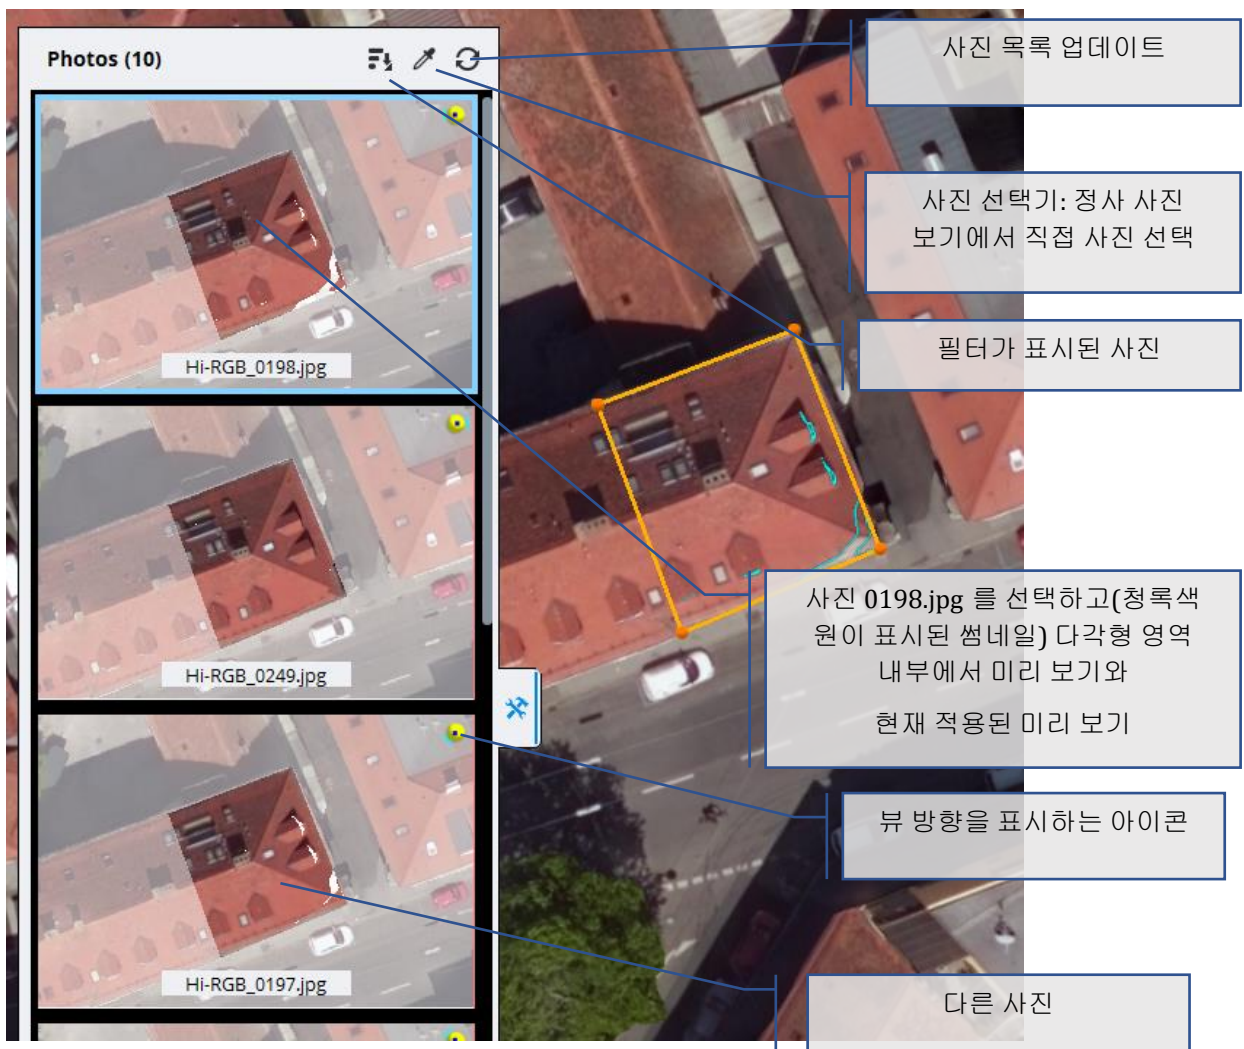 Photos (10)
Hi-RGB_0198.jpg
Hi-RGB_0249.jpg
Hi-RGB_0197.jpg
사진 목록 업데이트
사진 선택기: 정사 사진
보기에서 직접 사진 선택
필터가 표시된 사진
사진 0198.jpg 를 선택하고(청록색
원이 표시된 썸네일) 다각형 영역
내부에서 미리 보기와
현재 적용된 미리 보기
뷰 방향을 표시하는 아이콘
다른 사진